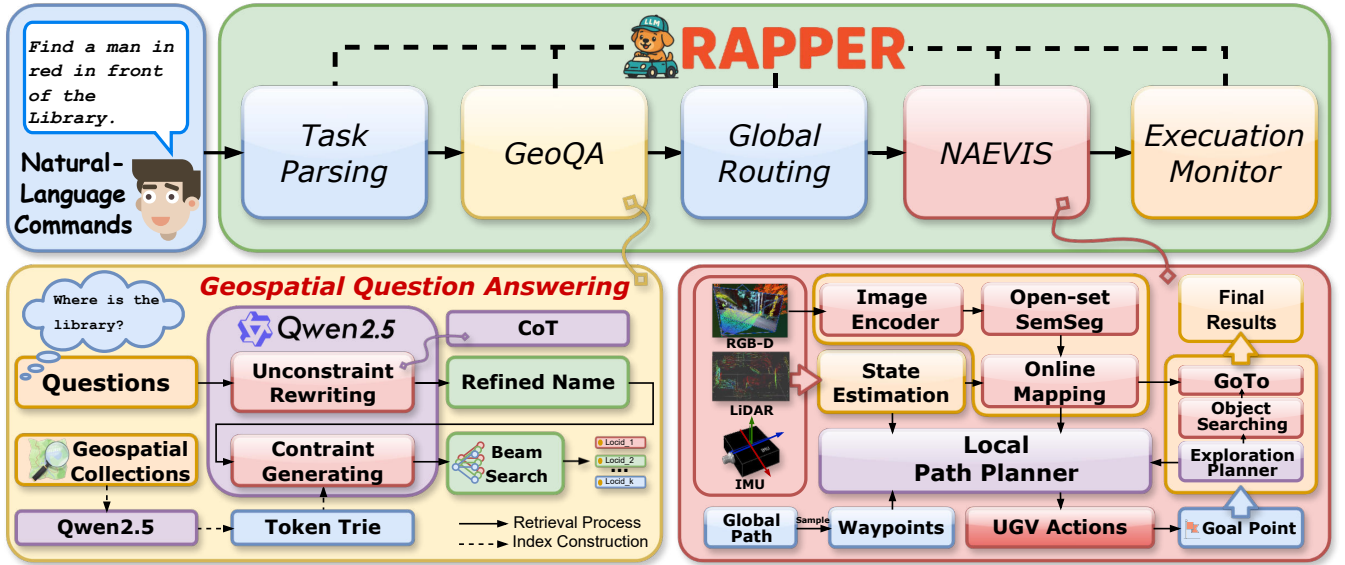 Find a man in
red in front
of the
Library.
Natural-
Language
Commands
LLM
RAPPER
Task
Parsing
GeoQA
Global
Routing
NAEVIS
Execuation
Monitor
Geospatial Question Answering
Where is the
library?
Qwen2.5
CoT
Questions
Unconstraint
Rewriting
Refined Name
Geospatial
Collections
Contraint
Generating
Beam
Search
Locid_1
Locid_2
...
Locid_k
Qwen2.5
Token Trie
Retrieval Process
Index Construction
RGB-D
LiDAR
IMU
Image
Encoder
Open-set
SemSeg
State
Estimation
Online
Mapping
Final
Results
GoTo
Object
Searching
Exploration
Planner
Local
Path Planner
Global
Path
Sample
Waypoints
UGV Actions
Goal Point